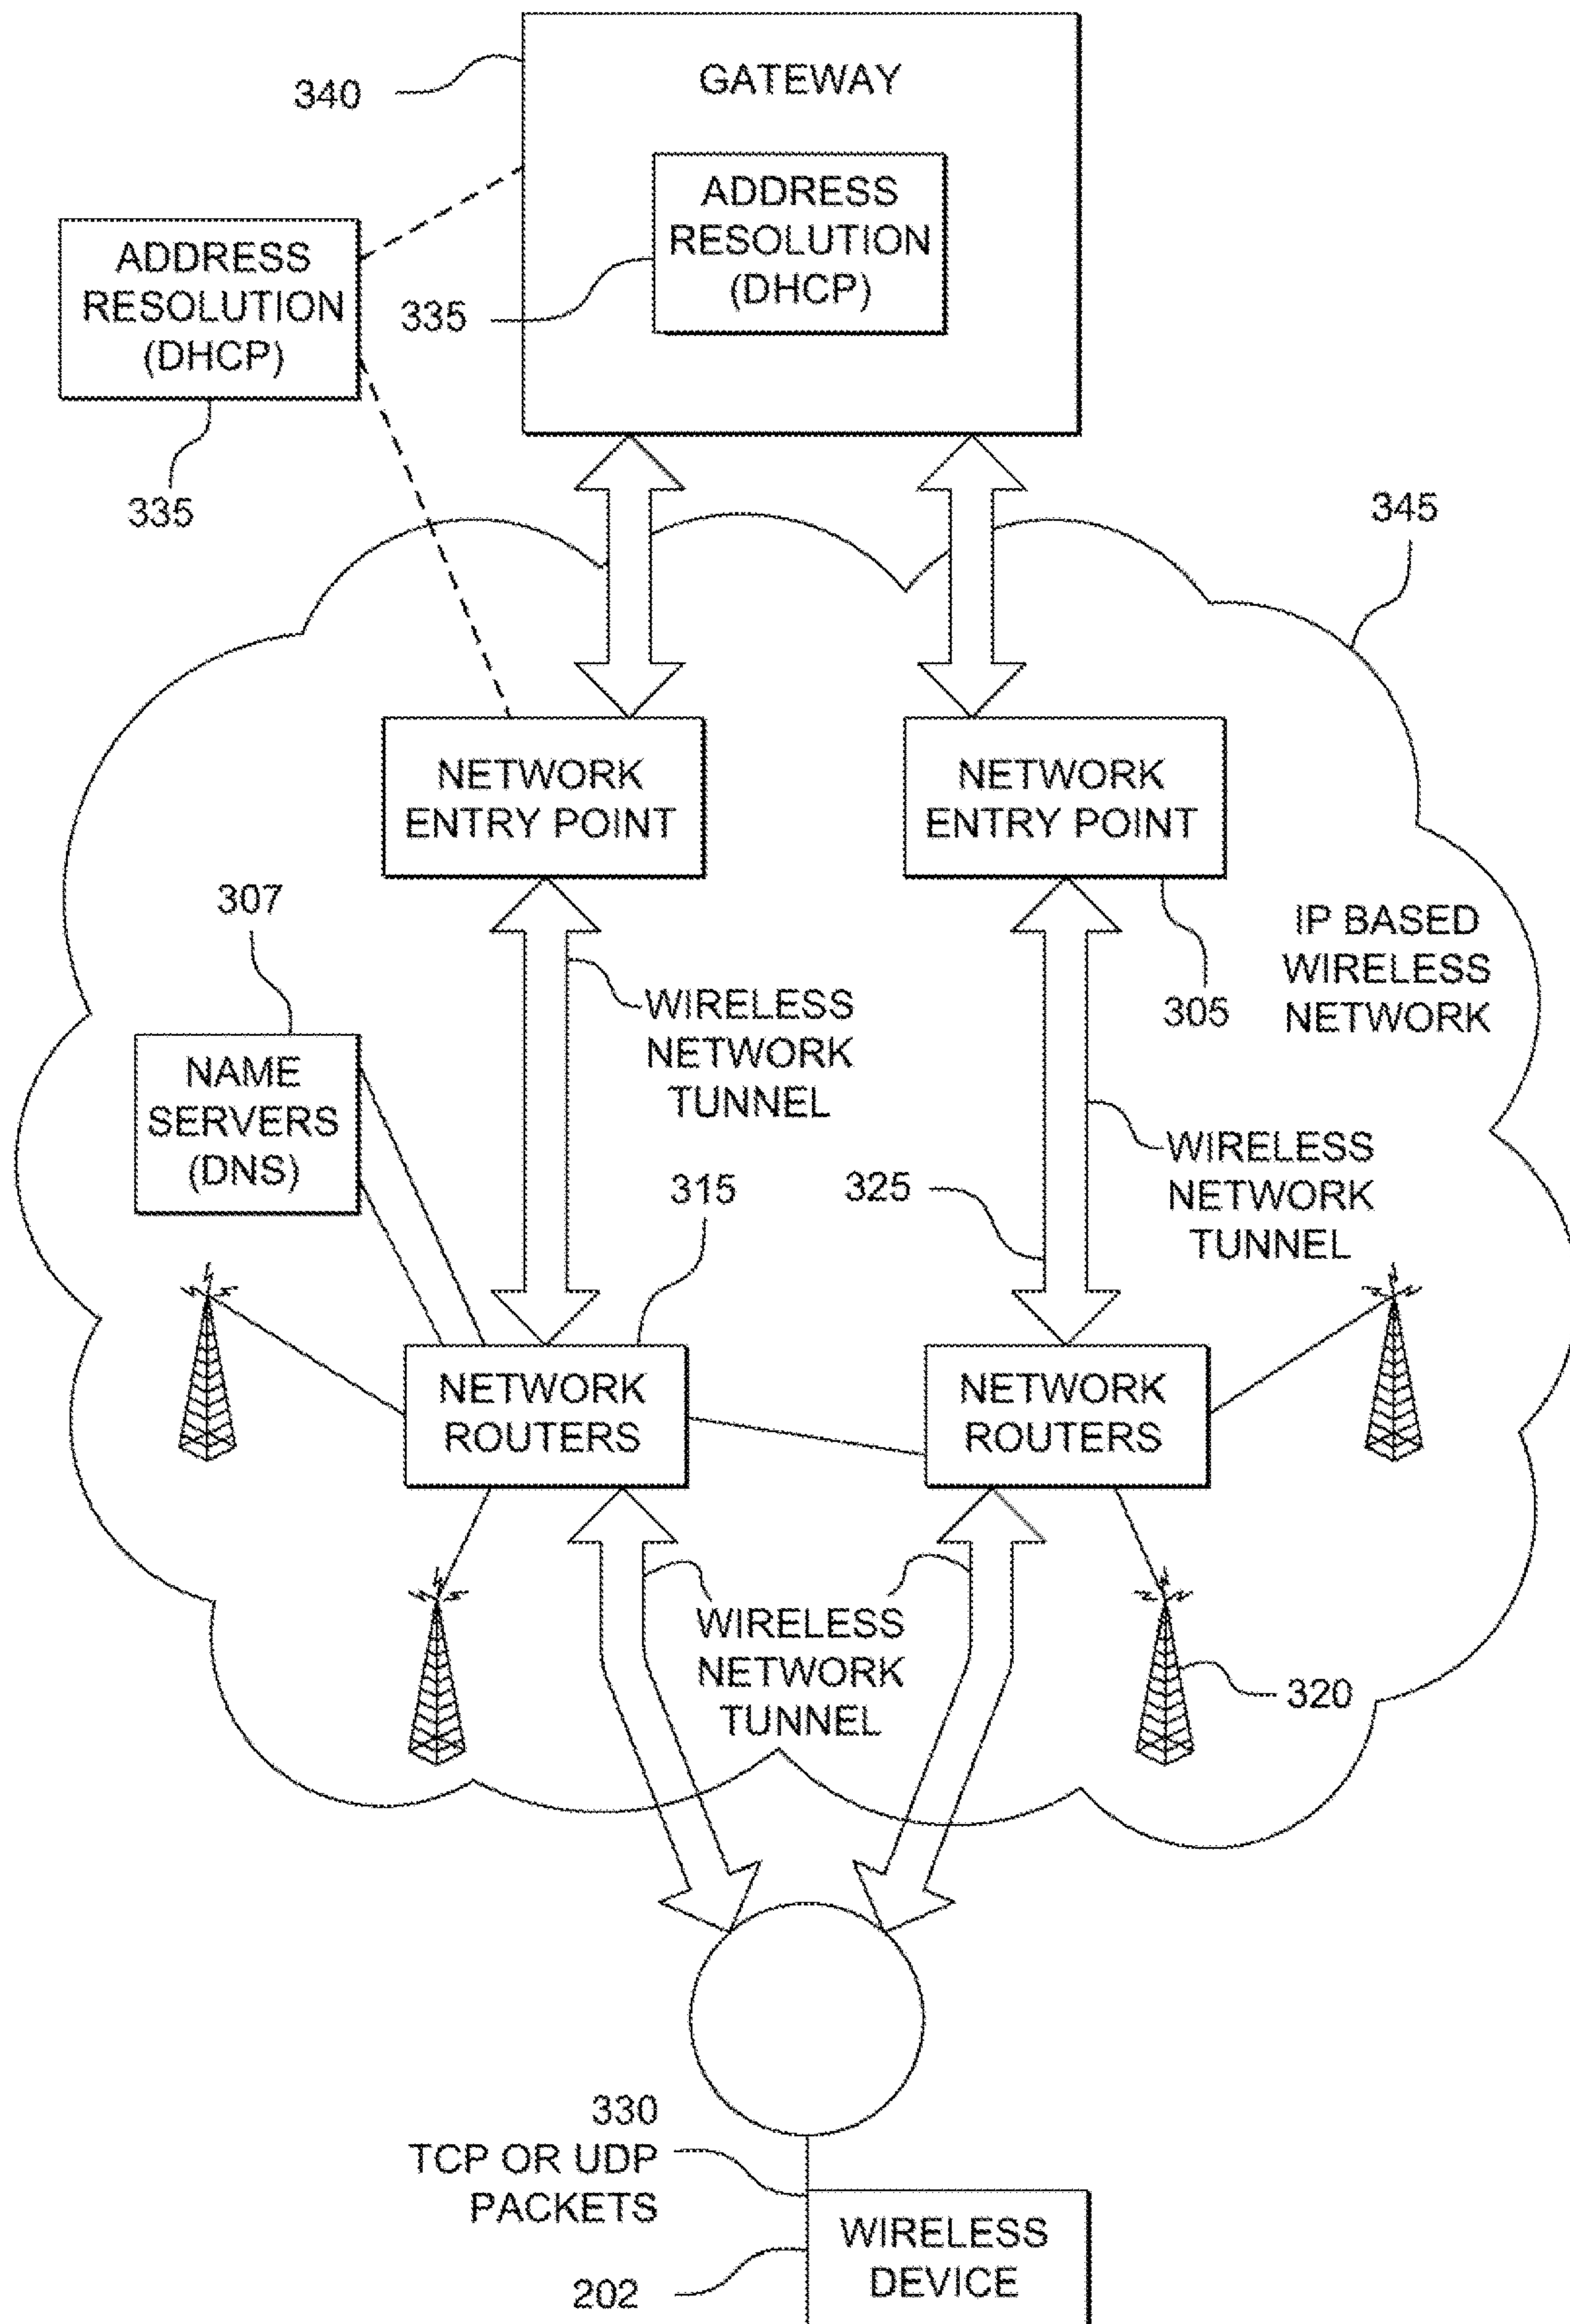 340
GATEWAY
ADDRESS
RESOLUTION
(DHCP)
335
ADDRESS
RESOLUTION
(DHCP)
335
345
NETWORK
ENTRY POINT
NETWORK
ENTRY POINT
305
IP BASED
WIRELESS
NETWORK
307
NAME
SERVERS
(DNS)
WIRELESS
NETWORK
TUNNEL
WIRELESS
NETWORK
TUNNEL
315
325
NETWORK
ROUTERS
NETWORK
ROUTERS
WIRELESS
NETWORK
TUNNEL
320
330
TCP OR UDP
PACKETS
WIRELESS
DEVICE
202